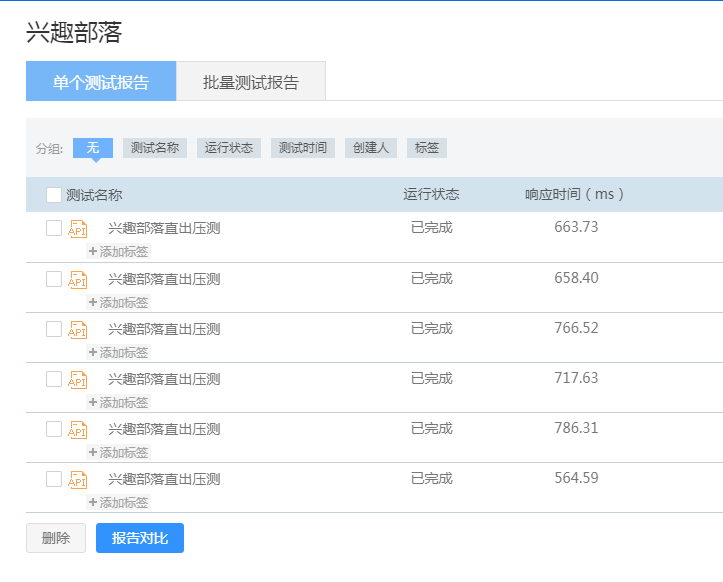 兴趣部落
单个测试报告 批量测试报告
分组: 无 测试名称 运行状态 测试时间 创建人 标签
测试名称 运行状态 响应时间（ms）
API 兴趣部落直出压测 已完成 663.73
+添加标签
API 兴趣部落直出压测 已完成 658.40
+添加标签
API 兴趣部落直出压测 已完成 766.52
+添加标签
API 兴趣部落直出压测 已完成 717.63
+添加标签
API 兴趣部落直出压测 已完成 786.31
+添加标签
API 兴趣部落直出压测 已完成 564.59
+添加标签
删除 报告对比